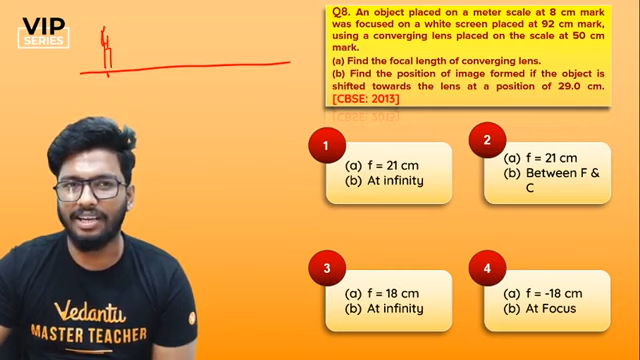 VIP
SERIES
Q8. An object placed on a meter scale at 8 cm mark
was focused on a white screen placed at 92 cm mark,
using a converging lens placed on the scale at 50 cm
mark.
(a) Find the focal length of converging lens.
(b) Find the position of image formed if the object is
shifted towards the lens at a position of 29.0 cm.
[CBSE: 2013]
1
(a) f = 21 cm
(b) At infinity
2
(a) f = 21 cm
(b) Between F &
C
3
(a) f = 18 cm
(b) At infinity
4
(a) f = -18 cm
(b) At Focus
Vedantu
MASTER TEACHER